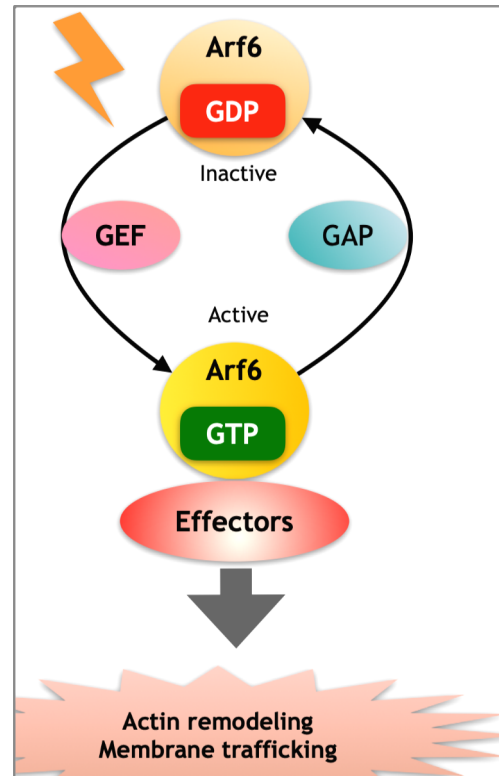 Arf6
GDP
Inactive
GEF
GAP
Active
Arf6
GTP
Effectors
Actin remodeling
Membrane trafficking